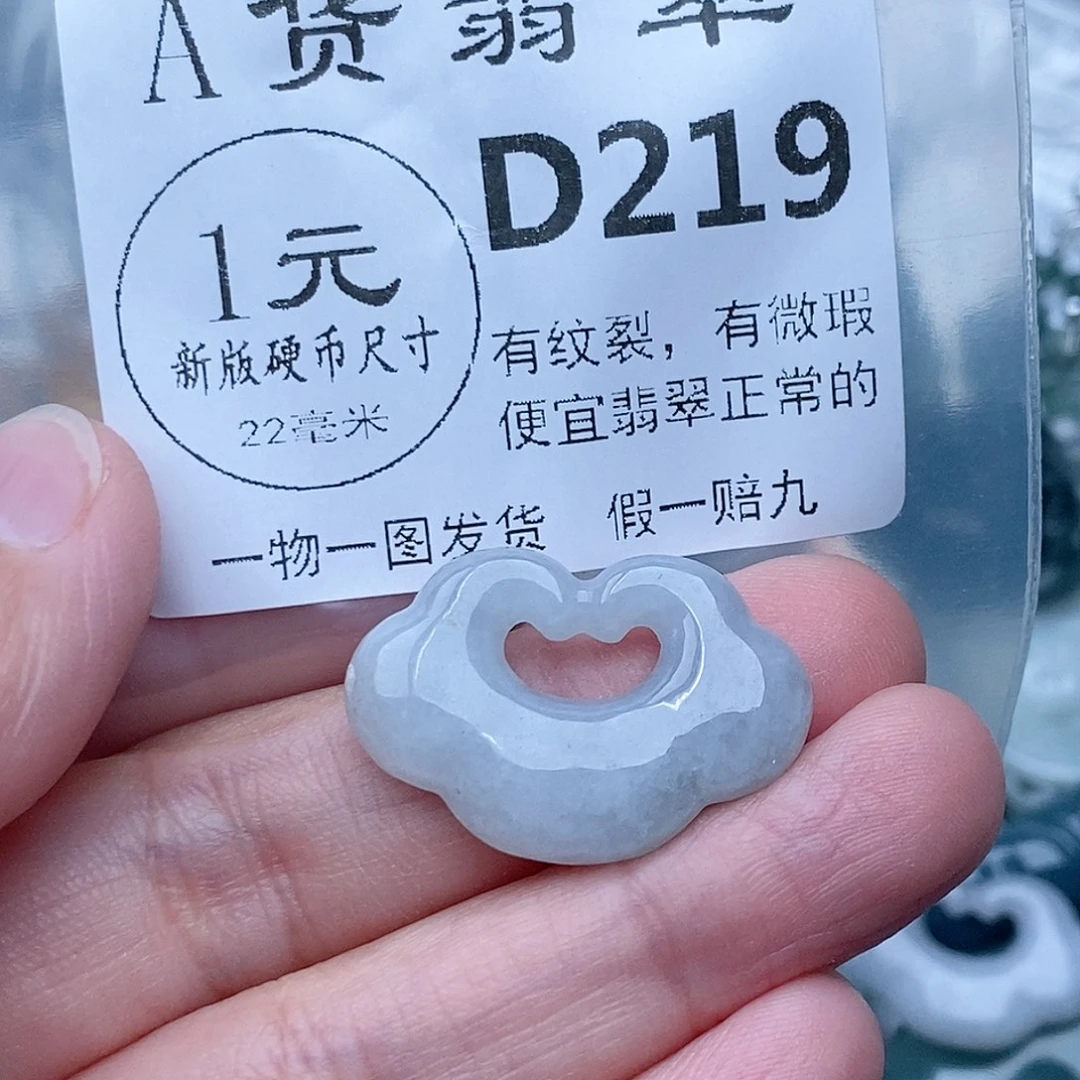 A货翡翠
D219
1元
新版硬币尺寸
22毫米
有纹裂，有微瑕
便宜翡翠正常的
一物一图发货 假一赔九